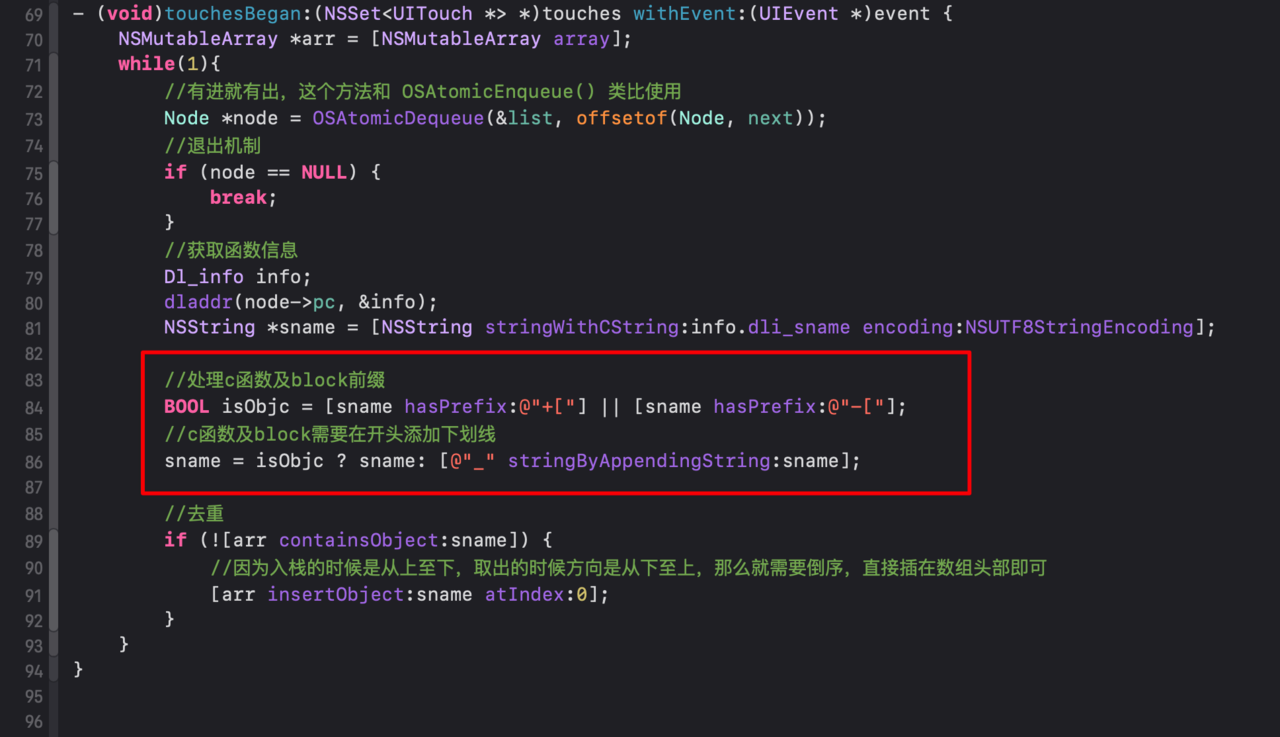 69 - (void)touchesBegan:(NSSet<UITouch *> *)touches withEvent:(UIEvent *)event {
70     NSMutableArray *arr = [NSMutableArray array];
71     while(1){
72         //有进就有出，这个方法和 OSAtomicEnqueue() 类比使用
73         Node *node = OSAtomicDequeue(&list, offsetof(Node, next));
74         //退出机制
75         if (node == NULL) {
76             break;
77         }
78         //获取函数信息
79         Dl_info info;
80         dladdr(node->pc, &info);
81         NSString *sname = [NSString stringWithCString:info.dli_sname encoding:NSUTF8StringEncoding];
82
83         //处理c函数及block前缀
84         BOOL isObjc = [sname hasPrefix:@"+["] || [sname hasPrefix:@"-["];
85         //c函数及block需要在开头添加下划线
86         sname = isObjc ? sname: [@"_" stringByAppendingString:sname];
87
88         //去重
89         if (![arr containsObject:sname]) {
90             //因为入栈的时候是从上至下，取出的时候方向是从下至上，那么就需要倒序，直接插在数组头部即可
91             [arr insertObject:sname atIndex:0];
92         }
93     }
94 }
95
96